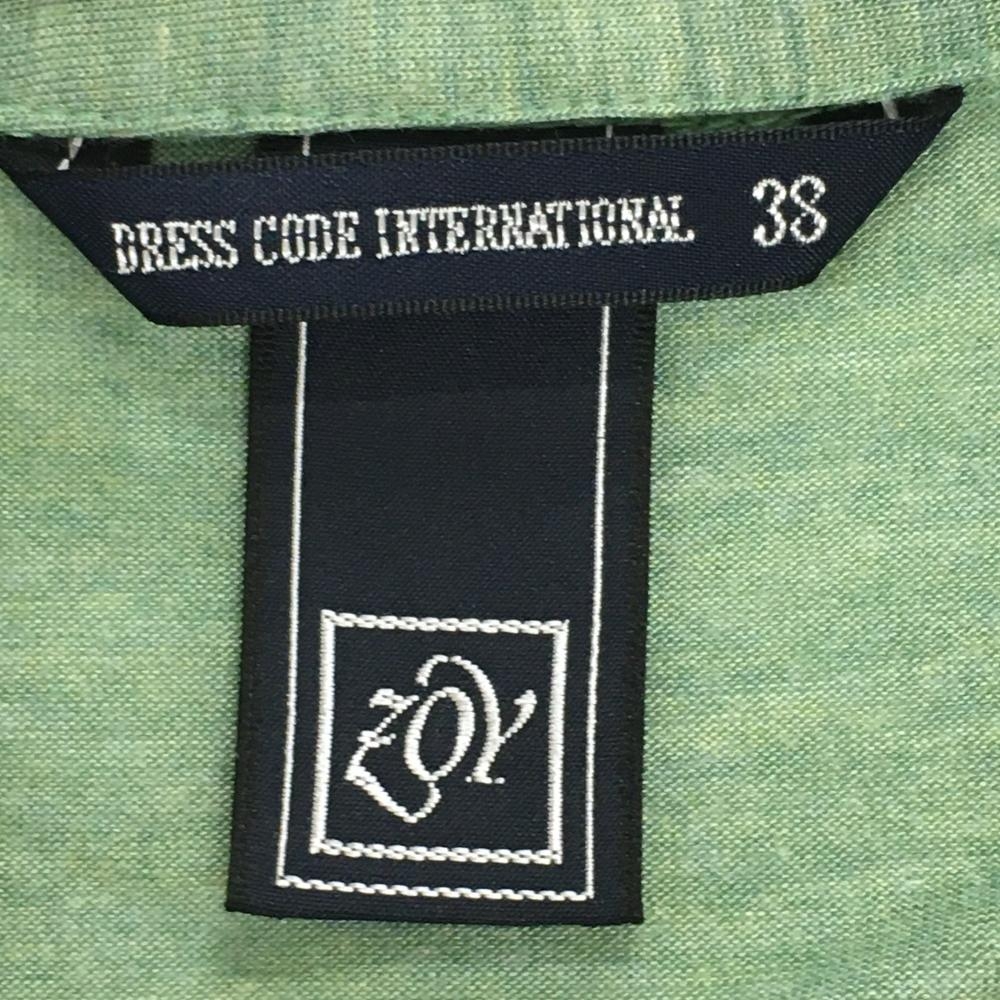 DRESS CODE INTERNATIONAL 38
ZOY